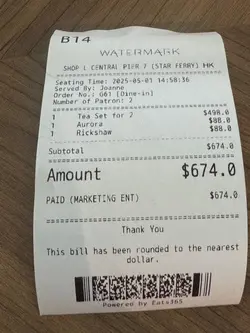 B14
WATERMARK
SHOP L CENTRAL PIER 7 (STAR FERRY) HK
Seating Time: 2025-05-01 14:58:36
Served By: Joanne
Order No.: G61 [Dine-in]
Number of Patron: 2
1 Tea Set for 2 $498.0
1 Aurora $88.0
1 Rickshaw $88.0
Subtotal $674.0
Amount $674.0
PAID (MARKETING ENT) $674.0
Thank You
This bill has been rounded to the nearest
dollar.
Powered by Eats365